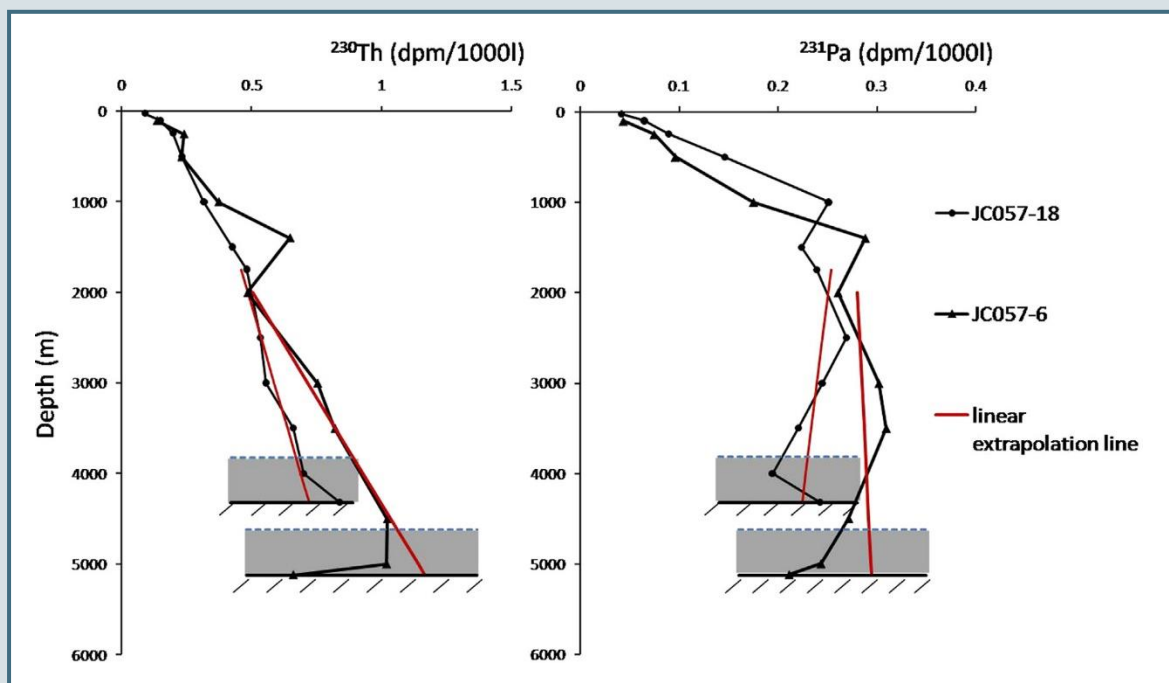 ²³⁰Th (dpm/1000l)
0 0.5 1 1.5
0
1000
2000
3000
4000
5000
6000
Depth (m)
²³¹Pa (dpm/1000l)
0 0.1 0.2 0.3 0.4
0
1000
2000
3000
4000
5000
6000
JC057-18
JC057-6
linear
extrapolation line